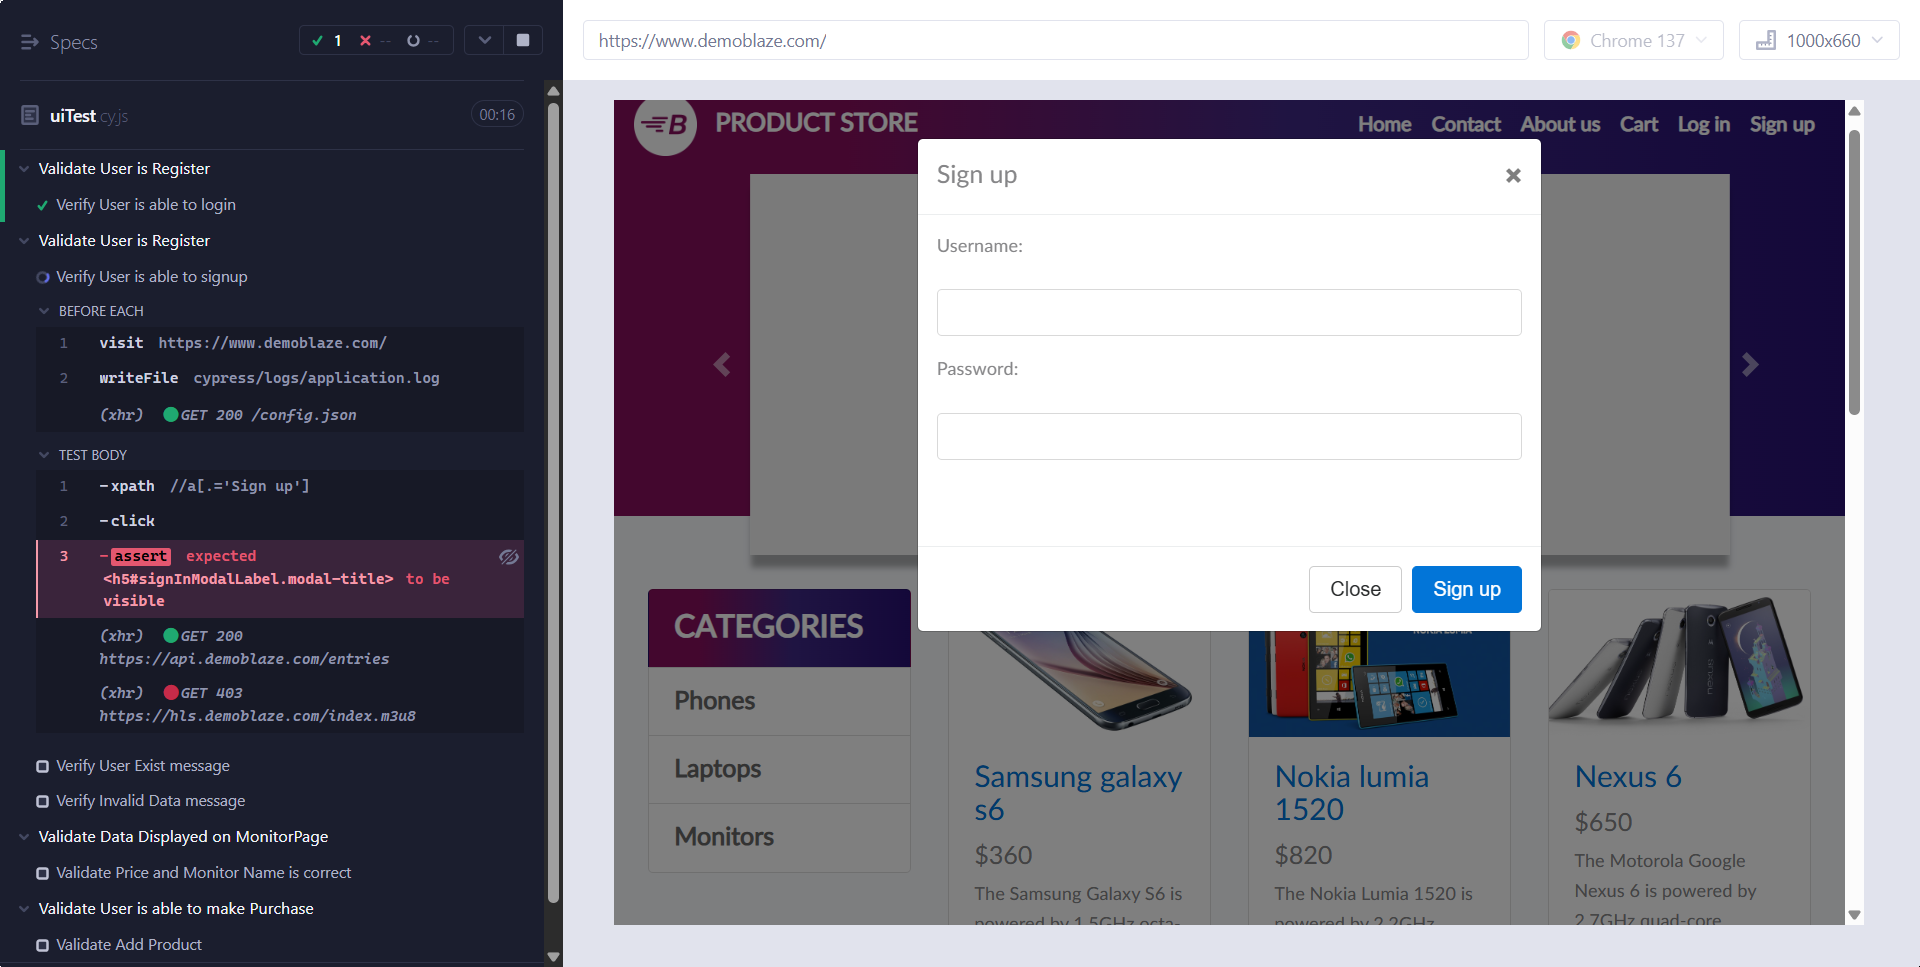 Specs
1 -- --
uiTest.cy.js
00:16
Validate User is Register
Verify User is able to login
Validate User is Register
Verify User is able to signup
BEFORE EACH
1 visit https://www.demoblaze.com/
2 writeFile cypress/logs/application.log
(xhr) GET 200 /config.json
TEST BODY
1 -xpath //a[.='Sign up']
2 -click
3 -assert expected
<h5#signInModalLabel.modal-title> to be
visible
(xhr) GET 200
https://api.demoblaze.com/entries
(xhr) GET 403
https://hls.demoblaze.com/index.m3u8
Verify User Exist message
Verify Invalid Data message
Validate Data Displayed on MonitorPage
Validate Price and Monitor Name is correct
Validate User is able to make Purchase
Validate Add Product
https://www.demoblaze.com/
Chrome 137
1000x660
B PRODUCT STORE
Home Contact About us Cart Log in Sign up
Sign up
Username:
Password:
Close Sign up
CATEGORIES
Phones
Laptops
Monitors
Samsung galaxy
s6
$360
The Samsung Galaxy S6 is
powered by 1.5GHz octa-
Nokia lumia
1520
$820
The Nokia Lumia 1520 is
powered by 2.2GHz
Nexus 6
$650
The Motorola Google
Nexus 6 is powered by
2.7GHz quad-core